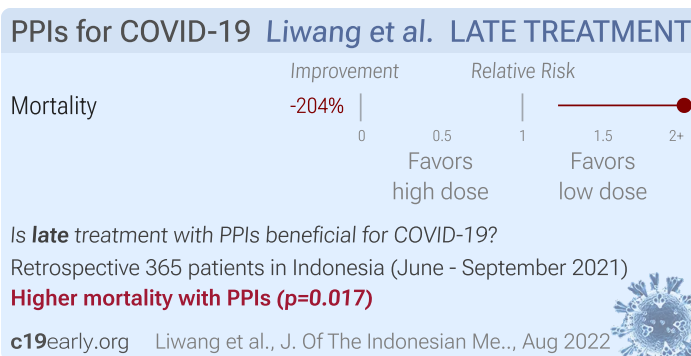 PPIs for COVID-19 Liwang et al. LATE TREATMENT
Improvement Relative Risk
Mortality -204%
0 0.5 1 1.5 2+
Favors high dose Favors low dose
Is late treatment with PPIs beneficial for COVID-19?
Retrospective 365 patients in Indonesia (June - September 2021)
Higher mortality with PPIs (p=0.017)
c19early.org Liwang et al., J. Of The Indonesian Me.., Aug 2022